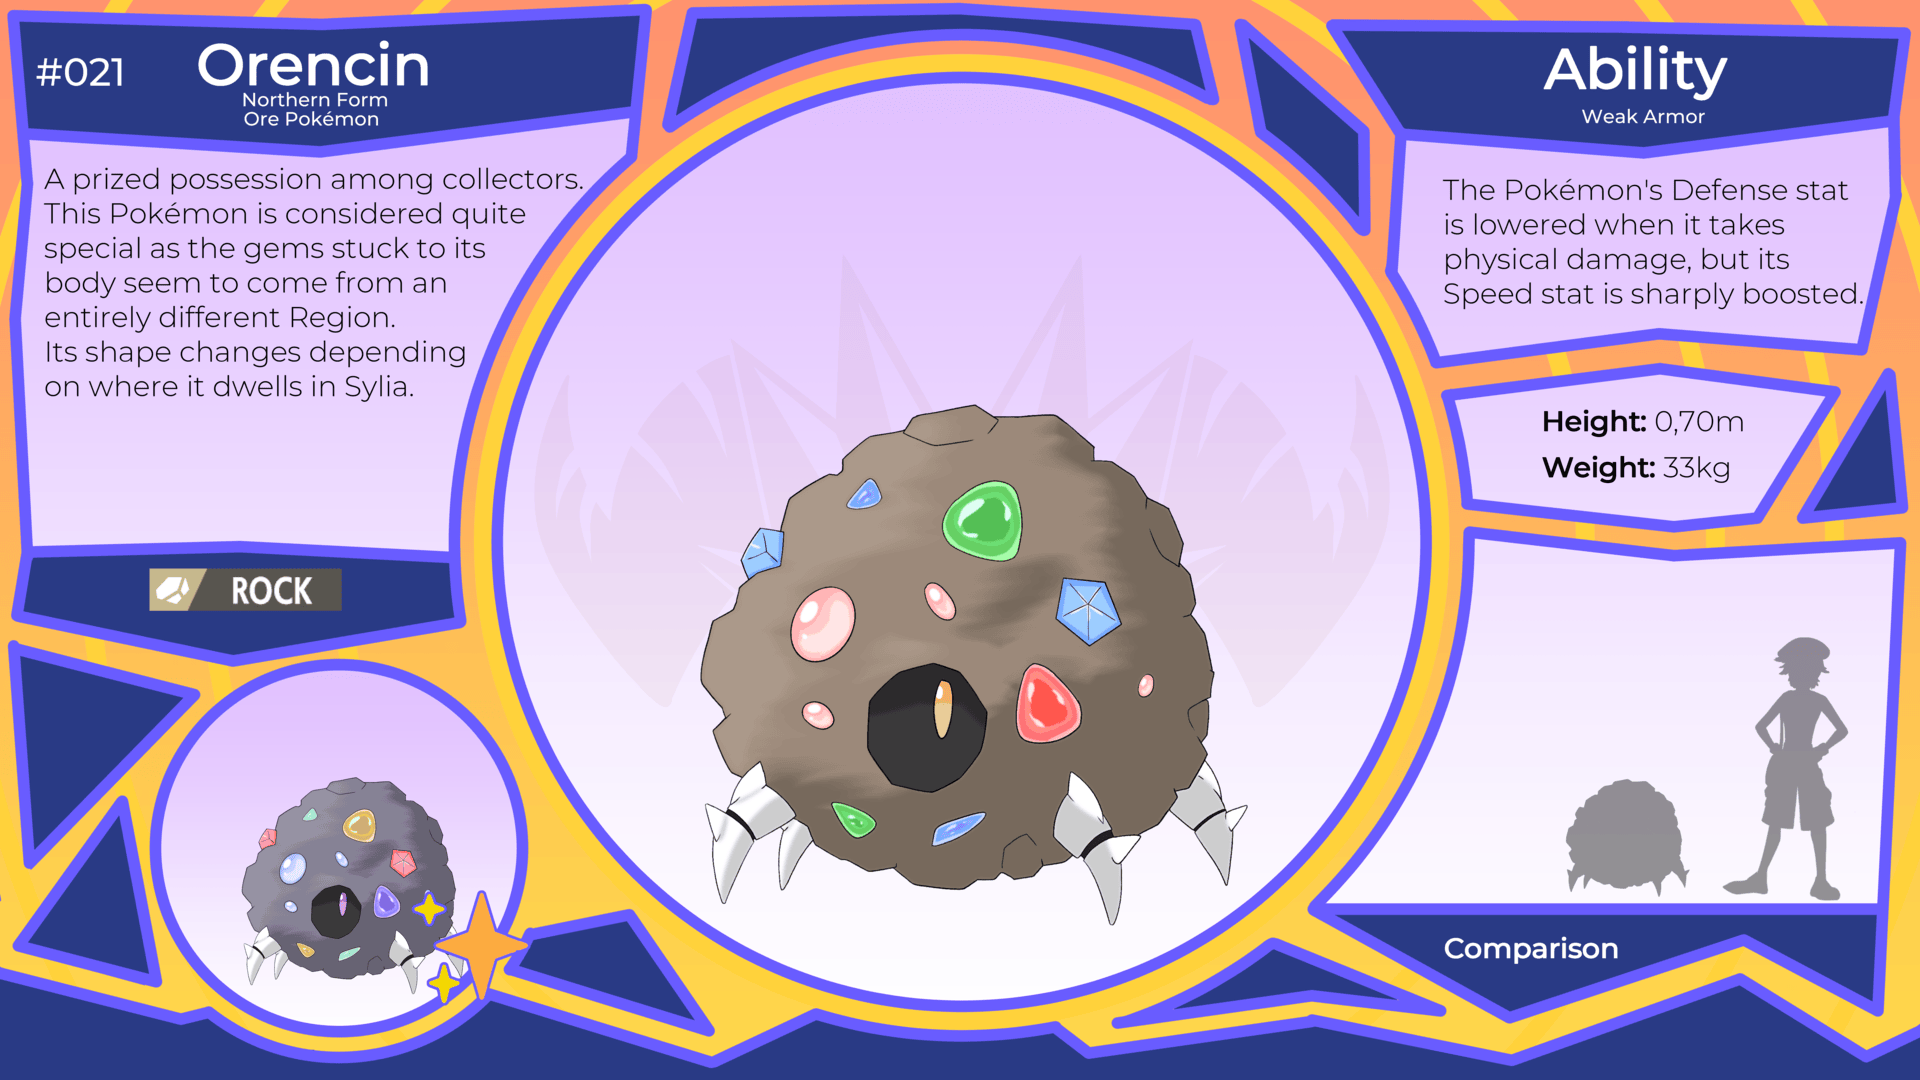 #021
Orencin
Northern Form
Ore Pokémon
A prized possession among collectors.
This Pokémon is considered quite
special as the gems stuck to its
body seem to come from an
entirely different Region.
Its shape changes depending
on where it dwells in Sylia.
ROCK
Ability
Weak Armor
The Pokémon's Defense stat
is lowered when it takes
physical damage, but its
Speed stat is sharply boosted.
Height: 0,70m
Weight: 33kg
Comparison